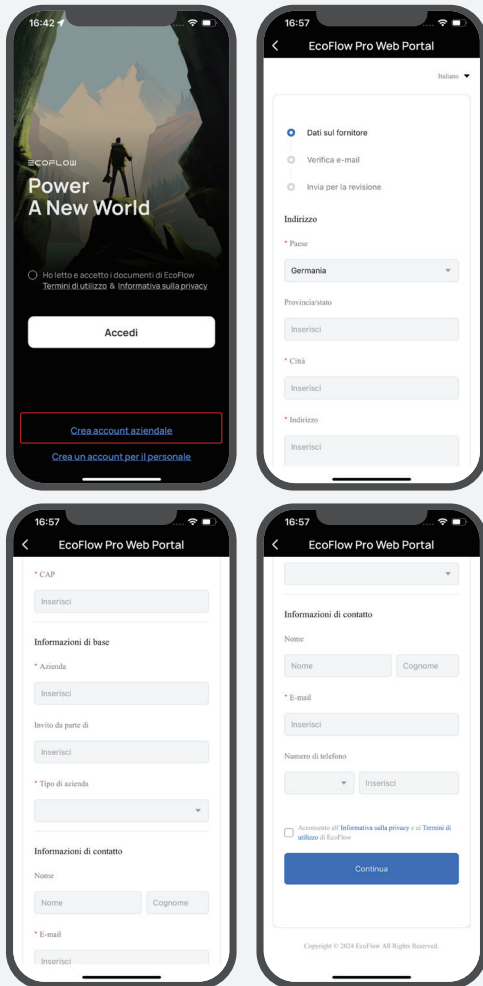 16:42
ECOFLOW
Power
A New World
Ho letto e accetto i documenti di EcoFlow
Termini di utilizzo & Informativa sulla privacy
Accedi
Crea account aziendale
Crea un account per il personale
16:57
EcoFlow Pro Web Portal
Italiano
Dati sul fornitore
Verifica e-mail
Invia per la revisione
Indirizzo
* Paese
Germania
Provincia/stato
Inserisci
* Città
Inserisci
* Indirizzo
Inserisci
16:57
EcoFlow Pro Web Portal
* CAP
Inserisci
Informazioni di base
* Azienda
Inserisci
Invito da parte di
Inserisci
* Tipo di azienda
Informazioni di contatto
Nome
Nome Cognome
* E-mail
Inserisci
16:57
EcoFlow Pro Web Portal
Informazioni di contatto
Nome
Nome Cognome
* E-mail
Inserisci
Numero di telefono
Inserisci
Acconsento all'Informativa sulla privacy e ai Termini di
utilizzo di EcoFlow
Continua
Copyright © 2024 EcoFlow All Rights Reserved.